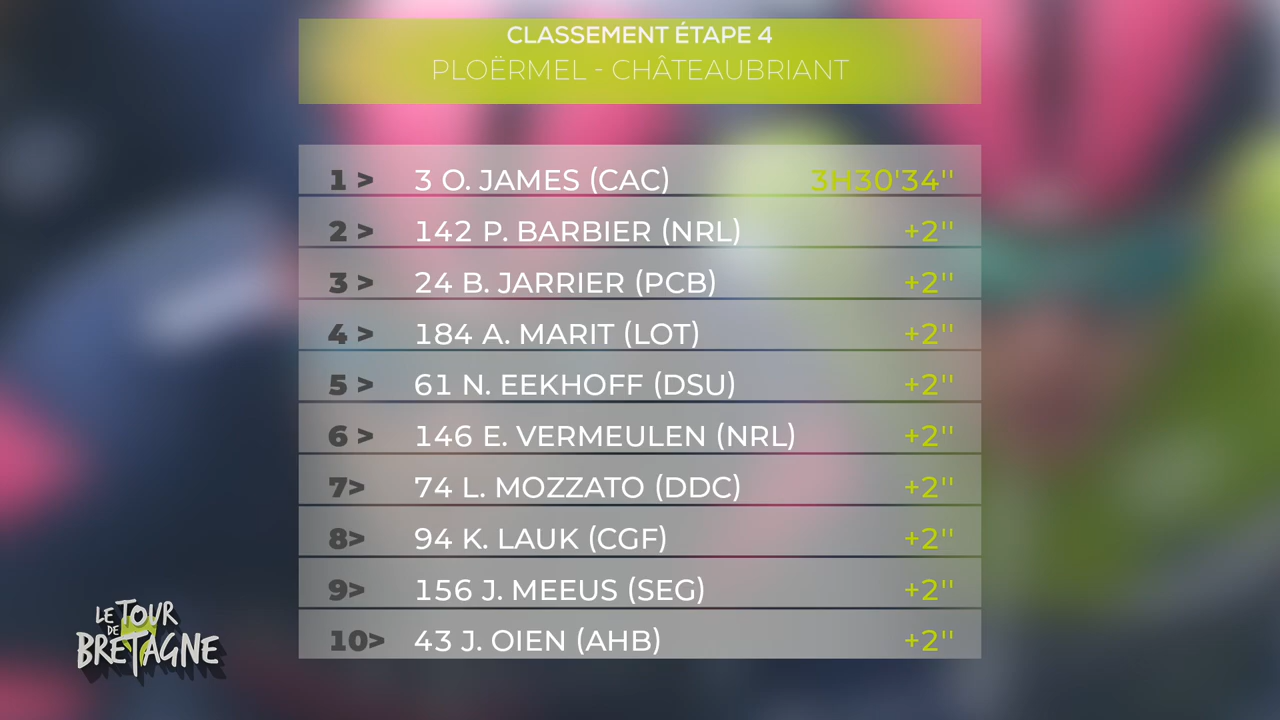 CLASSEMENT ÉTAPE 4
PLOËRMEL - CHÂTEAUBRIANT
1 > 3 O. JAMES (CAC) 3H30'34''
2 > 142 P. BARBIER (NRL) +2''
3 > 24 B. JARRIER (PCB) +2''
4 > 184 A. MARIT (LOT) +2''
5 > 61 N. EEKHOFF (DSU) +2''
6 > 146 E. VERMEULEN (NRL) +2''
7> 74 L. MOZZATO (DDC) +2''
8> 94 K. LAUK (CGF) +2''
9> 156 J. MEEUS (SEG) +2''
10> 43 J. OIEN (AHB) +2''
LE TOUR
DE
BRETAGNE